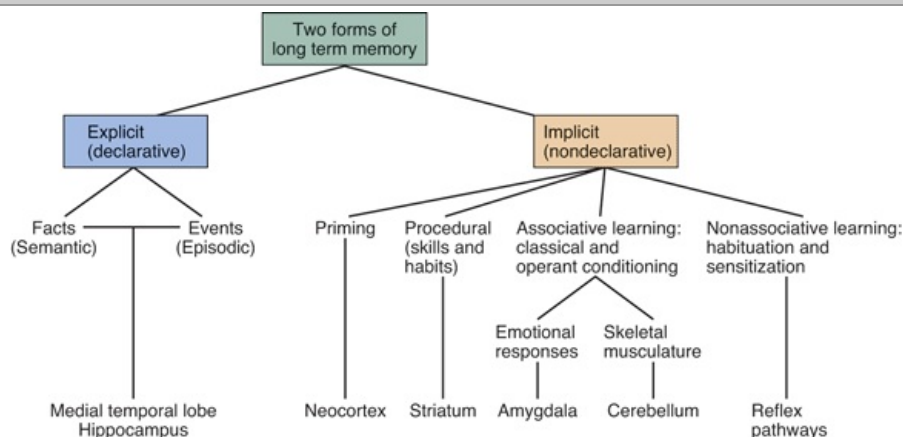 Two forms of
long term memory
Explicit
(declarative)
Implicit
(nondeclarative)
Facts
(Semantic)
Events
(Episodic)
Priming
Procedural
(skills and
habits)
Associative learning:
classical and
operant conditioning
Nonassociative learning:
habituation and
sensitization
Emotional
responses
Skeletal
musculature
Medial temporal lobe
Hippocampus
Neocortex
Striatum
Amygdala
Cerebellum
Reflex
pathways